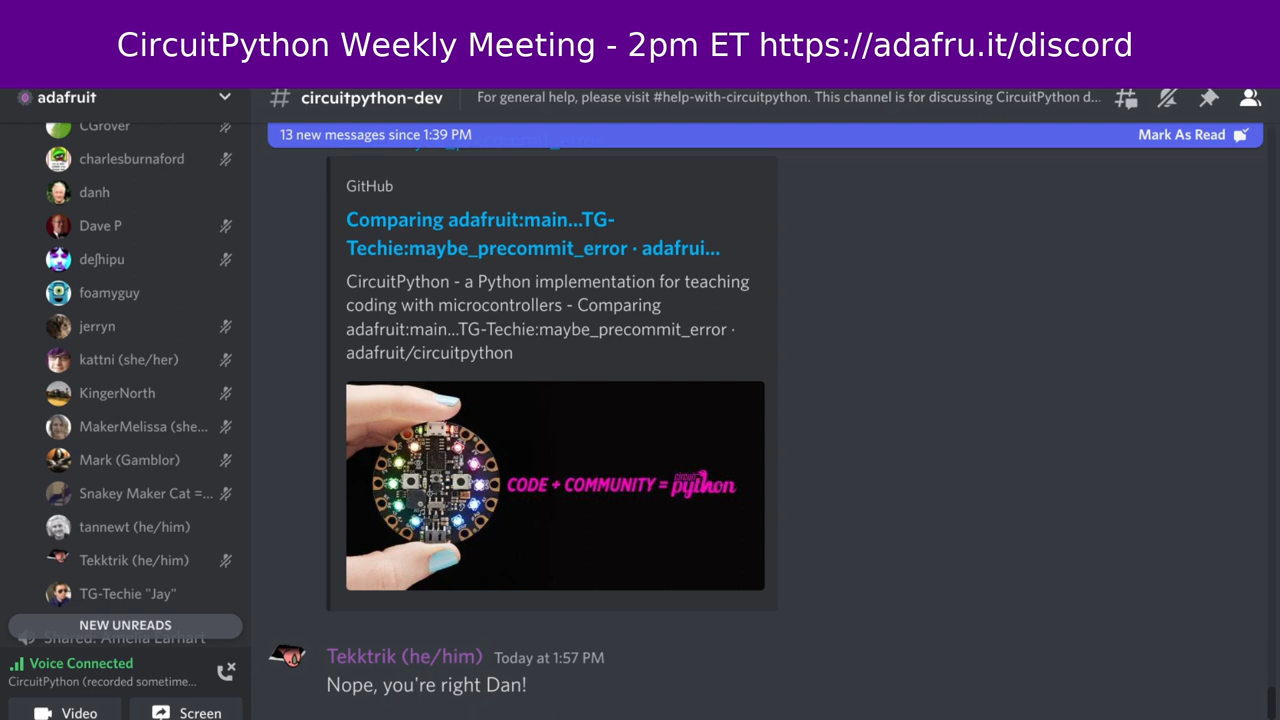 CircuitPython Weekly Meeting - 2pm ET https://adafru.it/discord
adafruit
CGrover
charlesburnaford
danh
Dave P
deʃhipu
foamyguy
jerryn
kattni (she/her)
KingerNorth
MakerMelissa (she...
Mark (Gamblor)
Snakey Maker Cat =...
tannewt (he/him)
Tekktrik (he/him)
TG-Techie "Jay"
NEW UNREADS
Shared: Amelia Earhart
Voice Connected
CircuitPython (recorded sometime...
Video
Screen
# circuitpython-dev
For general help, please visit #help-with-circuitpython. This channel is for discussing CircuitPython d...
13 new messages since 1:39 PM
Mark As Read
GitHub
Comparing adafruit:main...TG-
Techie:maybe_precommit_error · adafrui...
CircuitPython - a Python implementation for teaching
coding with microcontrollers - Comparing
adafruit:main...TG-Techie:maybe_precommit_error ·
adafruit/circuitpython
CODE + COMMUNITY = circuit python
Tekktrik (he/him) Today at 1:57 PM
Nope, you're right Dan!